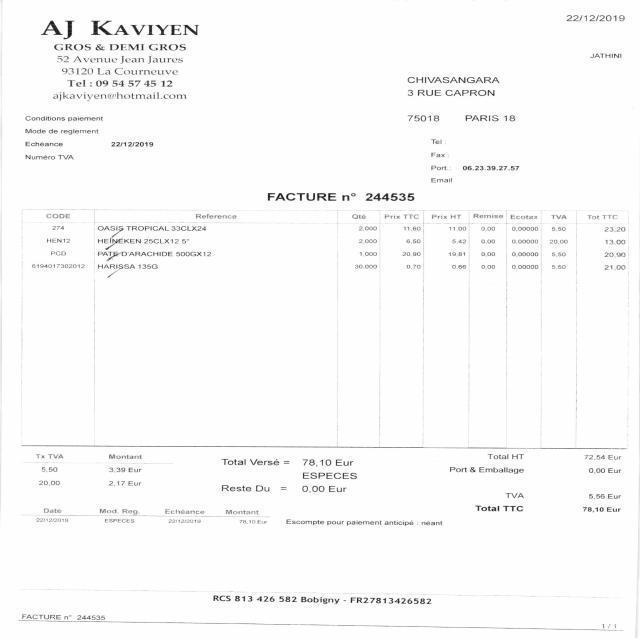 22/12/2019
AJ KAVIYEN
GROS & DEMI GROS
52 Avenue Jean Jaures
93120 La Courneuve
Tel : 09 54 57 45 12
ajkaviyen@hotmail.com
JATHINI
CHIVASANGARA
3 RUE CAPRON
75018 PARIS 18
Conditions paiement
Mode de reglement
Echéance 22/12/2019
Numéro TVA
Tel :
Fax :
Port.: 06.23.39.27.57
Email
FACTURE n° 244535
CODE Reference Qté Prix TTC Prix HT Remise Ecotax TVA Tot TTC
274 OASIS TROPICAL 33CLX24 2,000 11,60 11,00 0,00 0,00000 5,50 23,20
HEN12 HEINEKEN 25CLX12 5° 2,000 6,50 5,42 0,00 0,00000 20,00 13,00
PCD PATE D'ARACHIDE 500GX12 1,000 20,90 19,81 0,00 0,00000 5,50 20,90
6194017302012 HARISSA 135G 30,000 0,70 0,66 0,00 0,00000 5,50 21,00
Tx TVA Montant
5,50 3,39 Eur
20,00 2,17 Eur
Total Versé = 78,10 Eur
ESPECES
Reste Du = 0,00 Eur
Total HT 72,54 Eur
Port & Emballage 0,00 Eur
TVA 5,56 Eur
Total TTC 78,10 Eur
Date Mod. Reg. Echéance Montant
22/12/2019 ESPECES 22/12/2019 78,10 Eur
Escompte pour paiement anticipé : néant
RCS 813 426 582 Bobigny - FR27813426582
FACTURE n° 244535
1 / 1